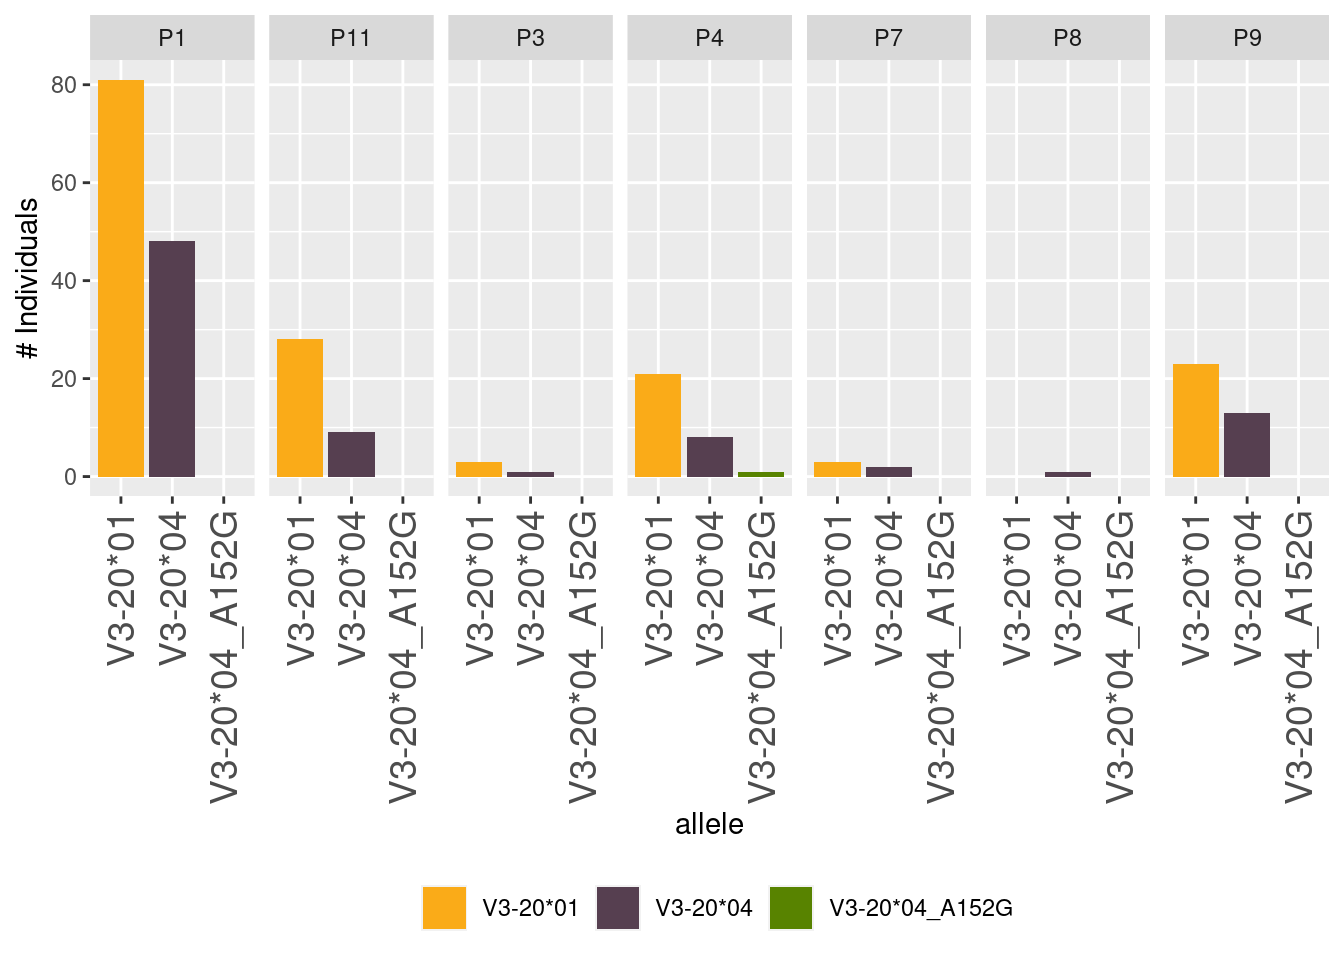 P1 P11 P3 P4 P7 P8 P9
80
60
40
20
0
# Individuals
V3-20*01 V3-20*04 V3-20*04_A152G V3-20*01 V3-20*04 V3-20*04_A152G V3-20*01 V3-20*04 V3-20*04_A152G V3-20*01 V3-20*04 V3-20*04_A152G V3-20*01 V3-20*04 V3-20*04_A152G V3-20*01 V3-20*04 V3-20*04_A152G V3-20*01 V3-20*04 V3-20*04_A152G
allele
V3-20*01 V3-20*04 V3-20*04_A152G